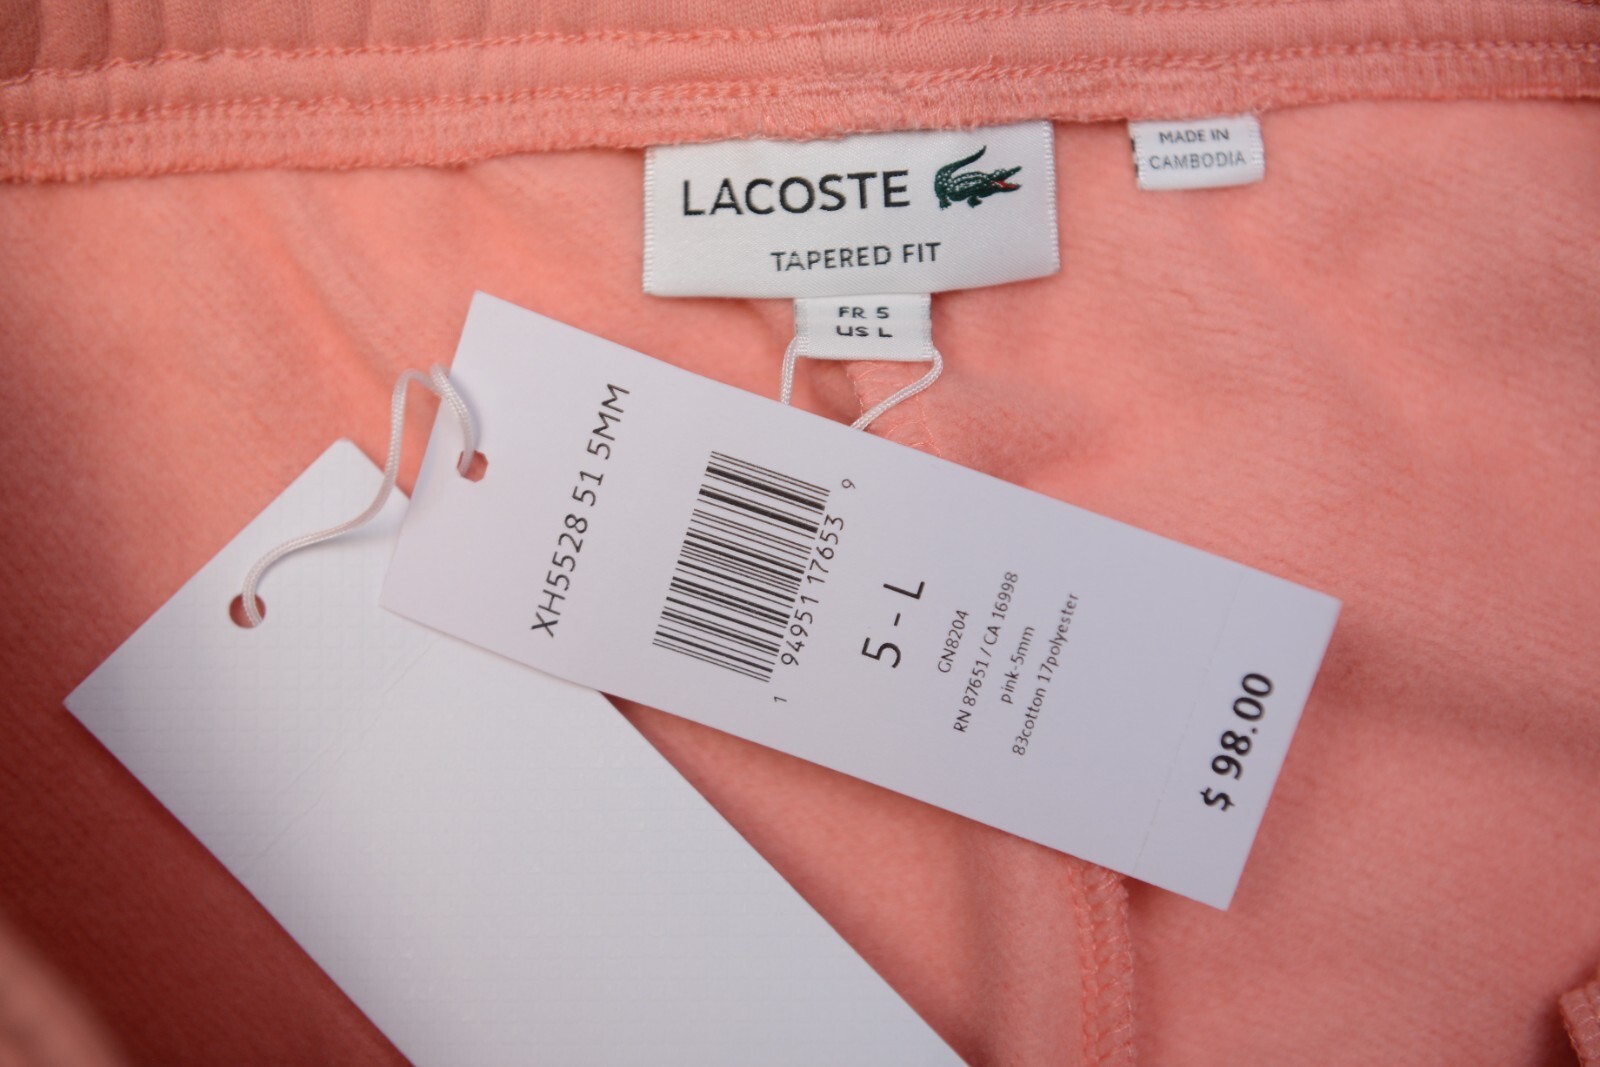 LACOSTE
TAPERED FIT
FR 5
US L
MADE IN
CAMBODIA
XH5528 51 5MM
1 94951 17653 9
5 - L
GN8204
RN 87651 / CA 16998
pink-5mm
83cotton 17polyester
$ 98.00